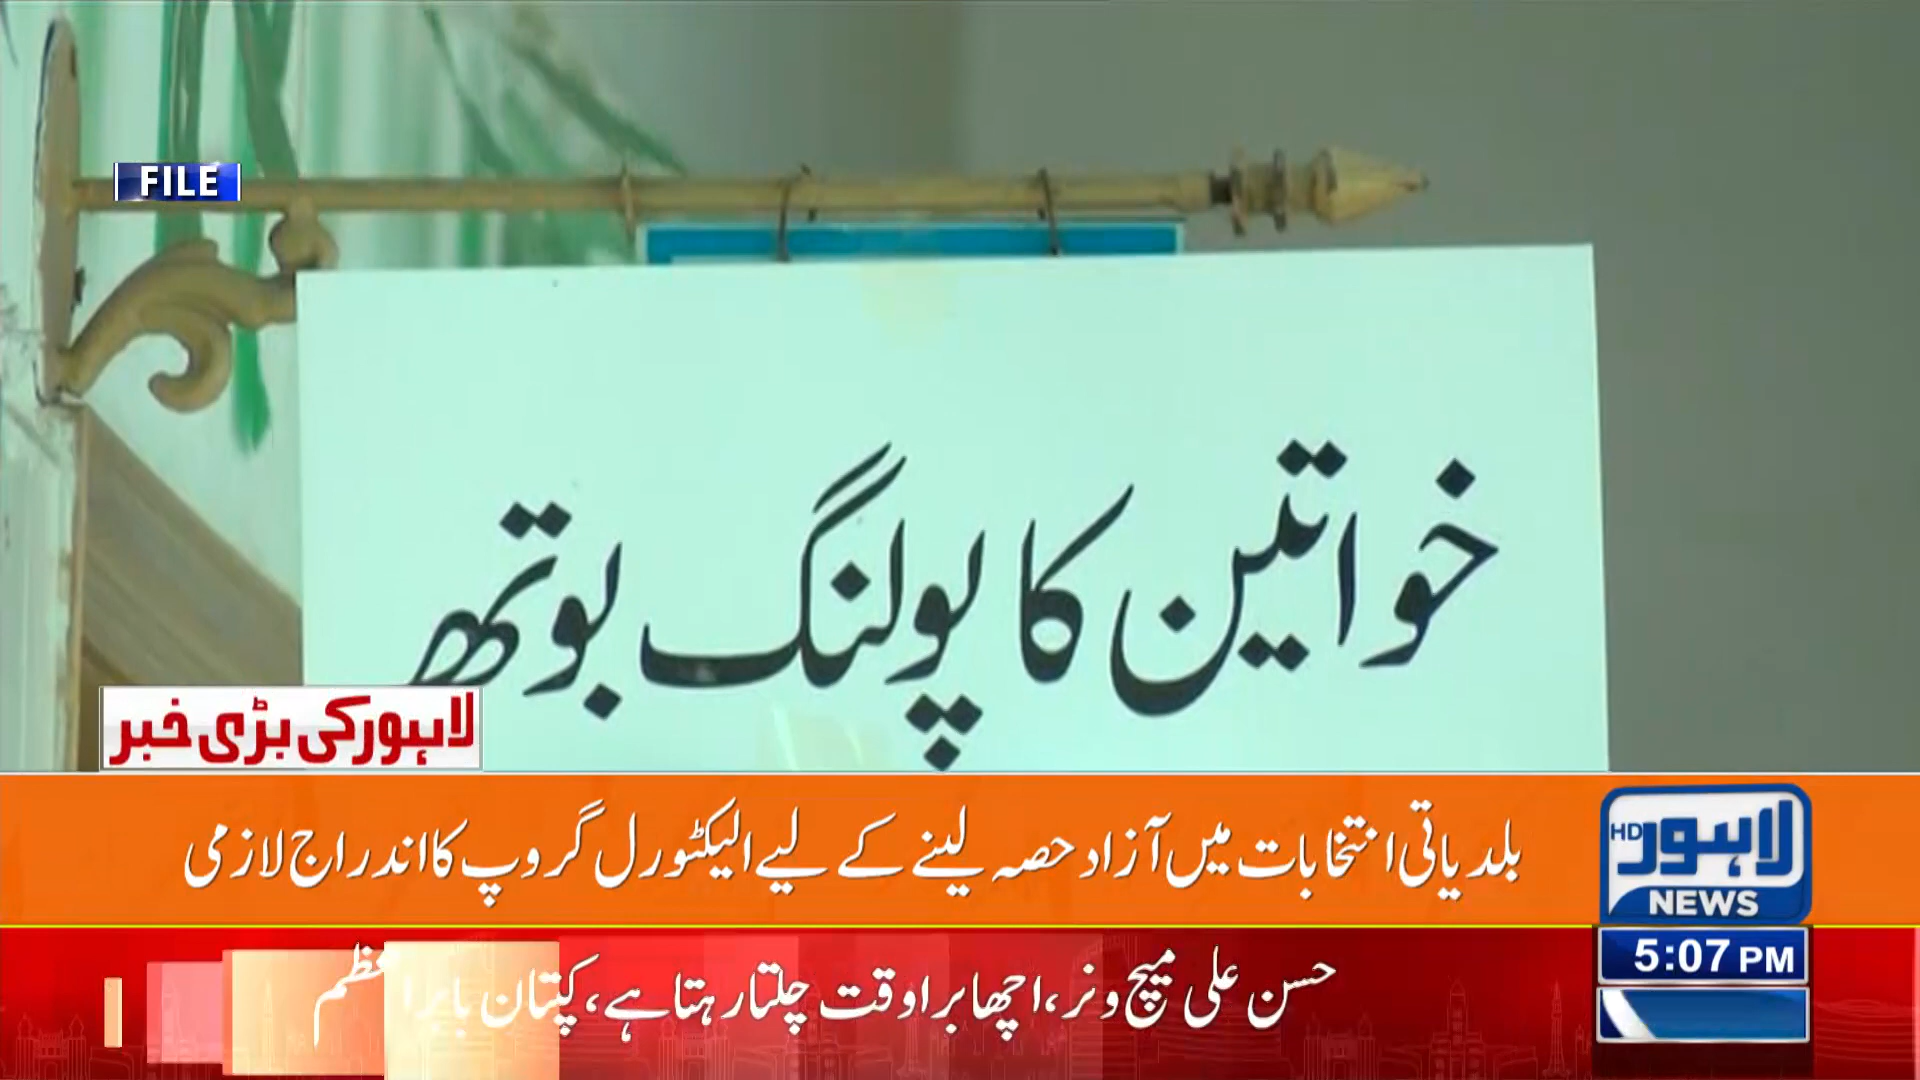 FILE
خواتین کا پولنگ بوتھ
لاہور کی بڑی خبر
بلدیاتی انتخابات میں آزاد حصہ لینے کے لیے الیکٹورل گروپ کا اندراج لازمی
لاہور HD
NEWS
5:07 PM
حسن علی میچ ونر، اچھا برا وقت چلتا رہتا ہے، کپتان بابر اعظم